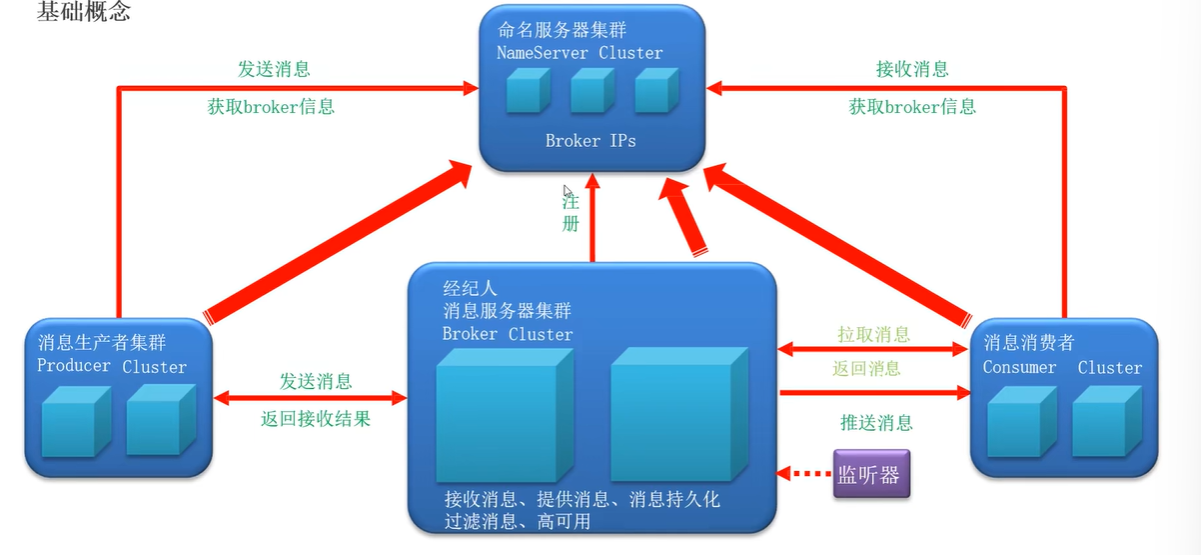 基础概念
命名服务器集群
NameServer Cluster
Broker IPs
发送消息
获取broker信息
接收消息
获取broker信息
注
册
经纪人
消息服务器集群
Broker Cluster
接收消息、提供消息、消息持久化
过滤消息、高可用
消息生产者集群
Producer Cluster
发送消息
返回接收结果
拉取消息
返回消息
推送消息
消息消费者
Consumer Cluster
监听器